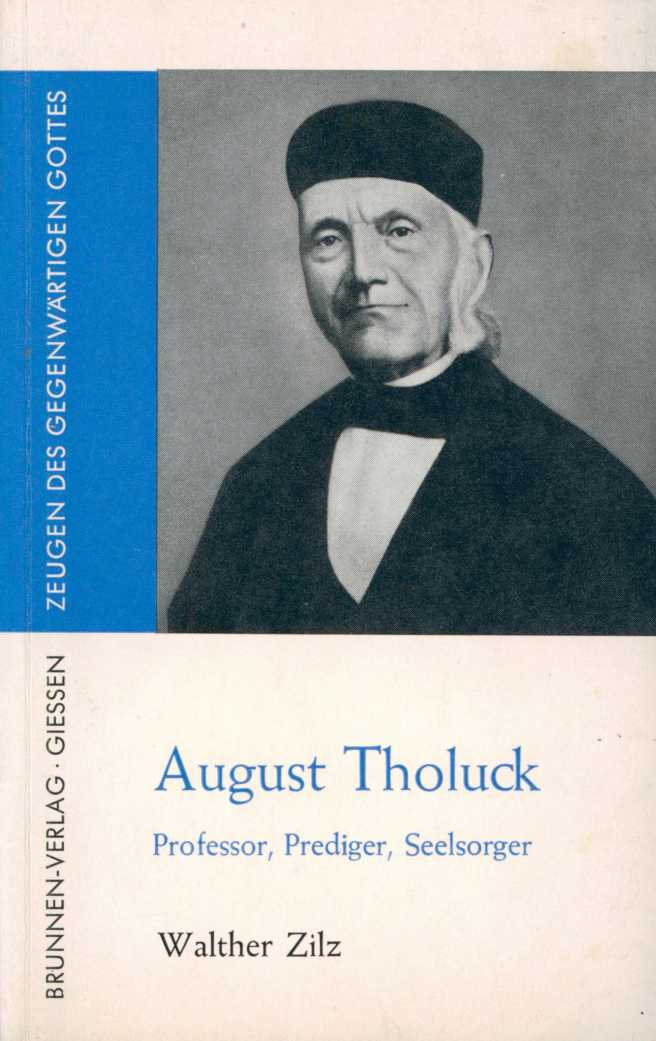 ZEUGEN DES GEGENWÄRTIGEN GOTTES
BRUNNEN-VERLAG · GIESSEN
August Tholuck
Professor, Prediger, Seelsorger
Walther Zilz